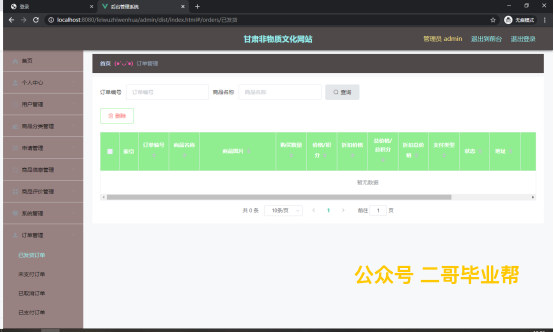 登录
后台管理系统
localhost:8080/feiwuzhiwenhua/admin/dist/index.html#/orders/已发货
无痕模式
甘肃非物质文化网站
管理员 admin 退出到前台 退出登录
首页
个人中心
用户管理
商品分类管理
申请管理
商品信息管理
商品评价管理
系统管理
订单管理
已发货订单
未支付订单
已取消订单
已支付订单
首页 (●'◡'●) 订单管理
订单编号 订单编号 商品名称 商品名称 查询
删除
索引 订单编号 商品名称 商品图片 购买数量 价格/积分 折扣价格 总价格/总积分 折扣总价格 支付类型 状态 地址
暂无数据
共 0 条 10条/页 1 前往 1 页
公众号 二哥毕业帮